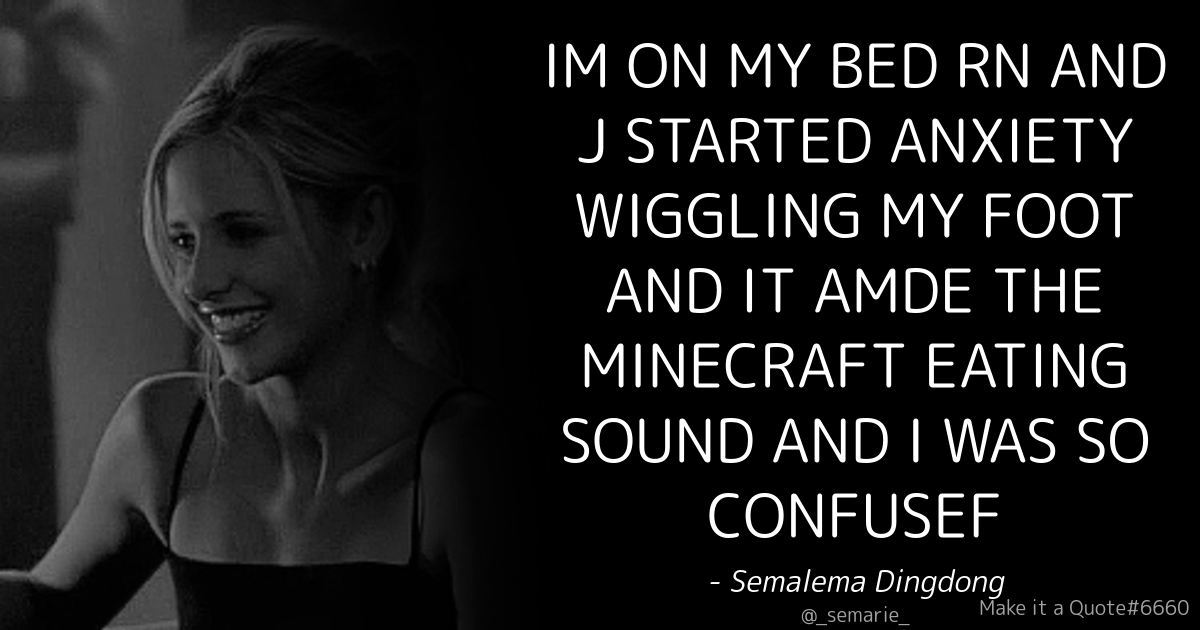 IM ON MY BED RN AND
J STARTED ANXIETY
WIGGLING MY FOOT
AND IT AMDE THE
MINECRAFT EATING
SOUND AND I WAS SO
CONFUSEF
- Semalema Dingdong
@_semarie_
Make it a Quote#6660